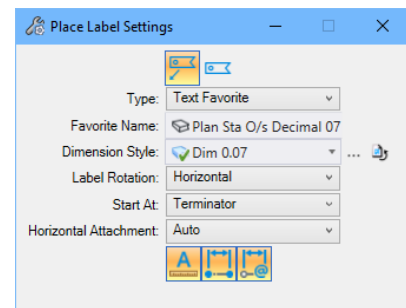 Place Label Settings
Type: Text Favorite
Favorite Name: Plan Sta O/s Decimal 07
Dimension Style: Dim 0.07 ...
Label Rotation: Horizontal
Start At: Terminator
Horizontal Attachment: Auto
A @